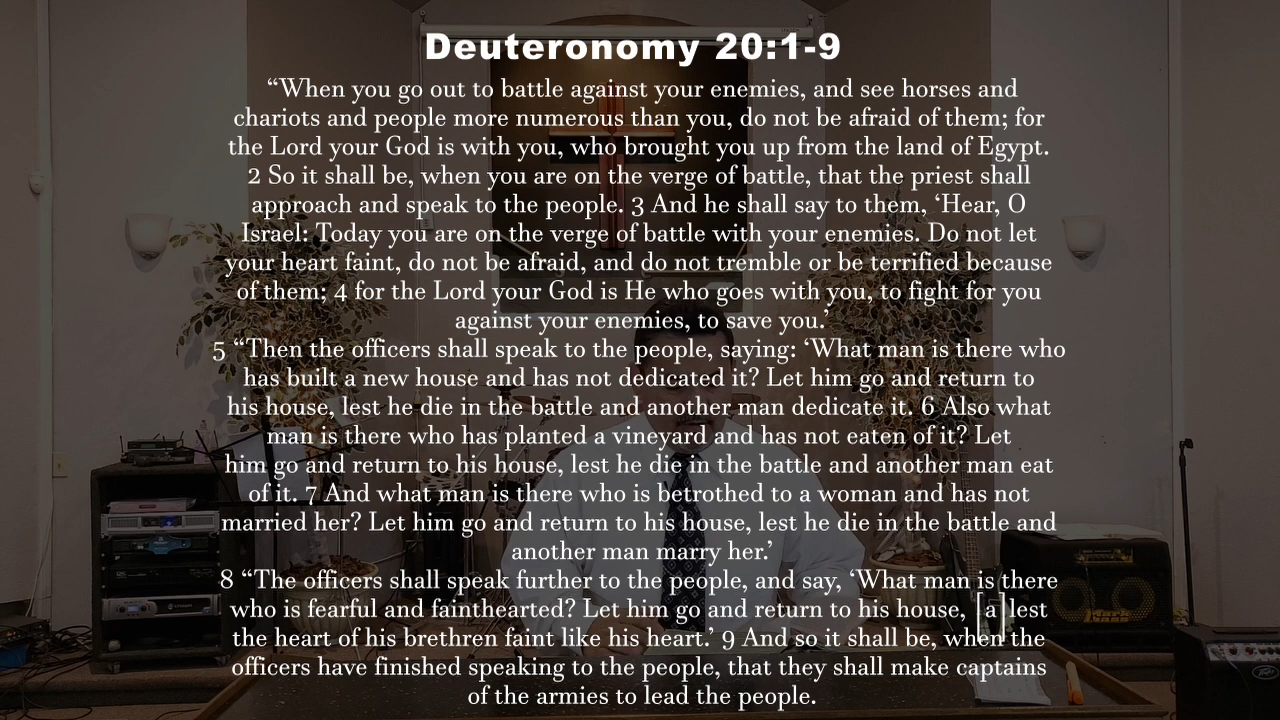 Deuteronomy 20:1-9
“When you go out to battle against your enemies, and see horses and
chariots and people more numerous than you, do not be afraid of them; for
the Lord your God is with you, who brought you up from the land of Egypt.
2 So it shall be, when you are on the verge of battle, that the priest shall
approach and speak to the people. 3 And he shall say to them, ‘Hear, O
Israel: Today you are on the verge of battle with your enemies. Do not let
your heart faint, do not be afraid, and do not tremble or be terrified because
of them; 4 for the Lord your God is He who goes with you, to fight for you
against your enemies, to save you.’
5 “Then the officers shall speak to the people, saying: ‘What man is there who
has built a new house and has not dedicated it? Let him go and return to
his house, lest he die in the battle and another man dedicate it. 6 Also what
man is there who has planted a vineyard and has not eaten of it? Let
him go and return to his house, lest he die in the battle and another man eat
of it. 7 And what man is there who is betrothed to a woman and has not
married her? Let him go and return to his house, lest he die in the battle and
another man marry her.’
8 “The officers shall speak further to the people, and say, ‘What man is there
who is fearful and fainthearted? Let him go and return to his house, [a]lest
the heart of his brethren faint like his heart.’ 9 And so it shall be, when the
officers have finished speaking to the people, that they shall make captains
of the armies to lead the people.
PEAVEY